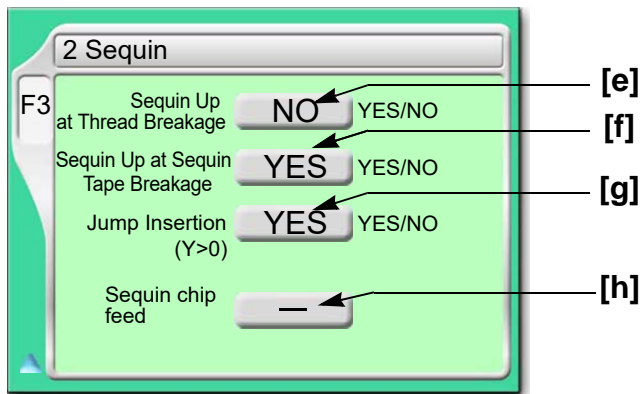 2 Sequin
F3
Sequin Up
at Thread Breakage
NO
YES/NO
[e]
Sequin Up at Sequin
Tape Breakage
YES
YES/NO
[f]
Jump Insertion
(Y>0)
YES
YES/NO
[g]
Sequin chip
feed
—
[h]